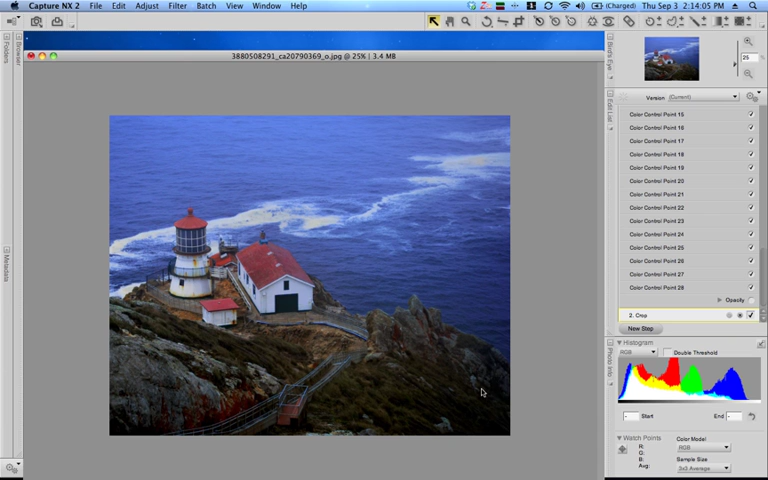 Capture NX 2 File Edit Adjust Filter Batch View Window Help (Charged) Thu Sep 3 2:14:05 PM
3880508291_ca20790369_o.jpg @ 25% | 3.4 MB
Folders
Browser
Metadata
Bird's Eye
25 %
Version (Current)
Edit List
Color Control Point 15
Color Control Point 16
Color Control Point 17
Color Control Point 18
Color Control Point 19
Color Control Point 20
Color Control Point 21
Color Control Point 22
Color Control Point 23
Color Control Point 24
Color Control Point 25
Color Control Point 26
Color Control Point 27
Color Control Point 28
Opacity
2. Crop
New Step
Photo Info
Histogram
RGB Double Threshold
Start End
Watch Points
Color Model
R: RGB
G:
B: Sample Size
Avg: 3x3 Average